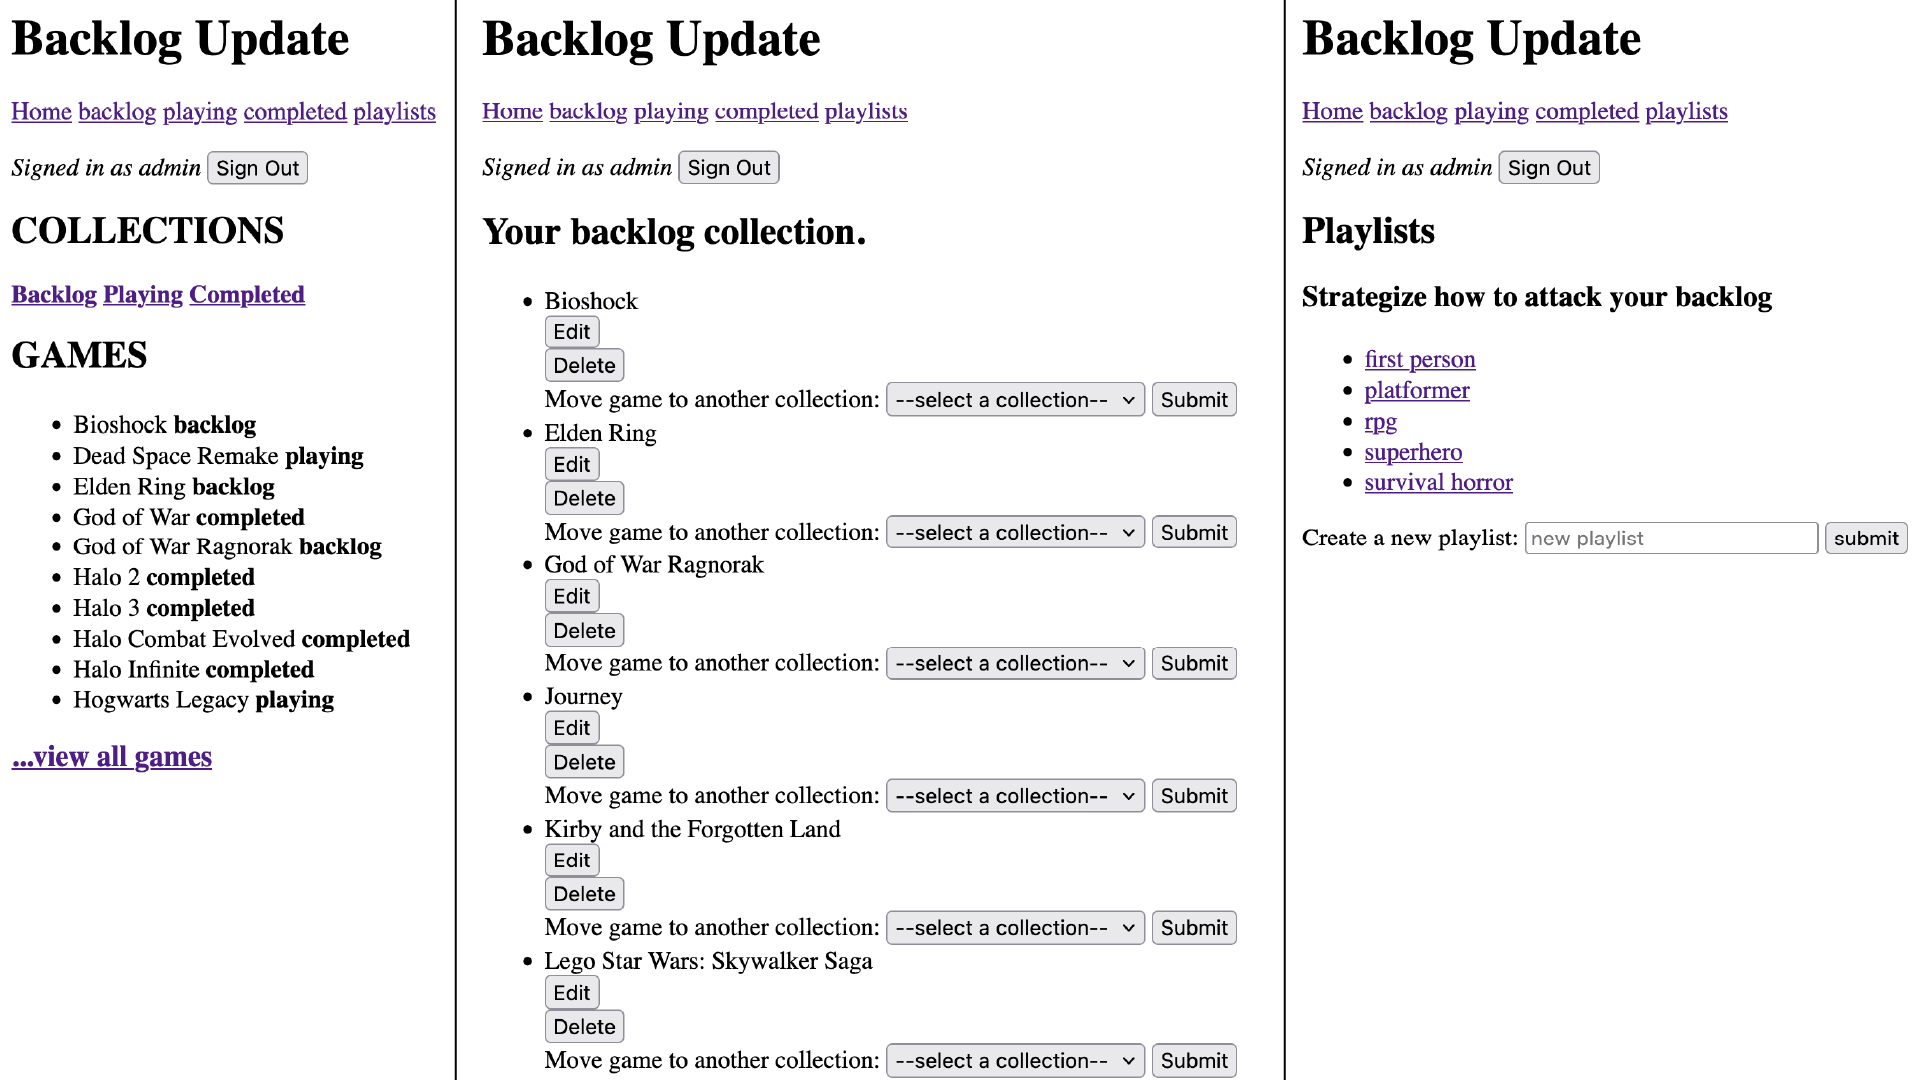 Backlog Update
Home backlog playing completed playlists
Signed in as admin Sign Out
COLLECTIONS
Backlog Playing Completed
GAMES
Bioshock backlog
Dead Space Remake playing
Elden Ring backlog
God of War completed
God of War Ragnorak backlog
Halo 2 completed
Halo 3 completed
Halo Combat Evolved completed
Halo Infinite completed
Hogwarts Legacy playing
...view all games
Backlog Update
Home backlog playing completed playlists
Signed in as admin Sign Out
Your backlog collection.
Bioshock
Edit
Delete
Move game to another collection: --select a collection-- Submit
Elden Ring
Edit
Delete
Move game to another collection: --select a collection-- Submit
God of War Ragnorak
Edit
Delete
Move game to another collection: --select a collection-- Submit
Journey
Edit
Delete
Move game to another collection: --select a collection-- Submit
Kirby and the Forgotten Land
Edit
Delete
Move game to another collection: --select a collection-- Submit
Lego Star Wars: Skywalker Saga
Edit
Delete
Move game to another collection: --select a collection-- Submit
Backlog Update
Home backlog playing completed playlists
Signed in as admin Sign Out
Playlists
Strategize how to attack your backlog
first person
platformer
rpg
superhero
survival horror
Create a new playlist: new playlist submit